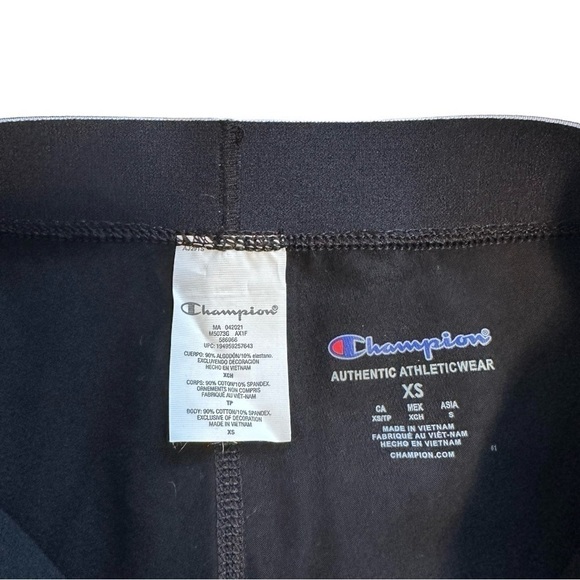 Champion
MA 042021
M5073G AX1F
586066
UPC: 194959257643
CUERPO: 90% ALGODÓN/10% elastano.
EXCLUYENDO DECORACIÓN
HECHO EN VIETNAM
XCH
CORPS: 90% COTON/10% SPANDEX.
ORNEMENTS NON COMPRIS
FABRIQUÉ AU VIET-NAM
TP
BODY: 90% COTTON/10% SPANDEX.
EXCLUSIVE OF DECORATION
MADE IN VIETNAM
XS
Champion
AUTHENTIC ATHLETICWEAR
XS
CA MEX ASIA
XS/TP XCH S
MADE IN VIETNAM
FABRIQUÉ AU VIÊT-NAM
HECHO EN VIETNAM
CHAMPION.COM